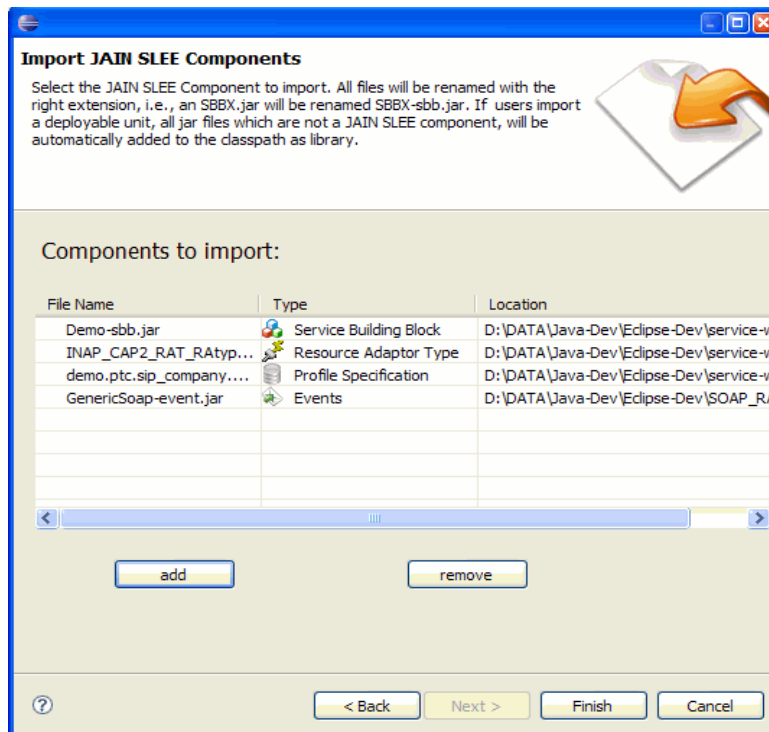 Import JAIN SLEE Components
Select the JAIN SLEE Component to import. All files will be renamed with the
right extension, i.e., an SBBX.jar will be renamed SBBX-sbb.jar. If users import
a deployable unit, all jar files which are not a JAIN SLEE component, will be
automatically added to the classpath as library.
Components to import:
File Name Type Location
Demo-sbb.jar Service Building Block D:\DATA\Java-Dev\Eclipse-Dev\service-w
INAP_CAP2_RAT_RAtyp... Resource Adaptor Type D:\DATA\Java-Dev\Eclipse-Dev\service-w
demo.ptc.sip_company.... Profile Specification D:\DATA\Java-Dev\Eclipse-Dev\service-w
GenericSoap-event.jar Events D:\DATA\Java-Dev\Eclipse-Dev\SOAP_RA
add remove
? < Back Next > Finish Cancel